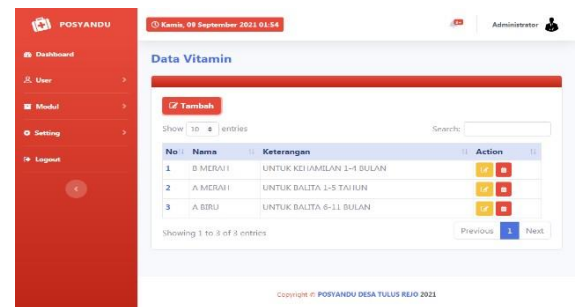 POSYANDU
Kamis, 09 September 2021 01:54
Administrator
Dashboard
User
Modul
Setting
Logout
Data Vitamin
Tambah
Show 10 entries
Search:
No Nama Keterangan Action
1 B MERAH UNTUK KEHAMILAN 1-4 BULAN
2 A MERAH UNTUK BALITA 1-5 TAHUN
3 A BIRU UNTUK BALITA 6-11 BULAN
Showing 1 to 3 of 3 entries
Previous 1 Next
Copyright © POSYANDU DESA TULUS REJO 2021